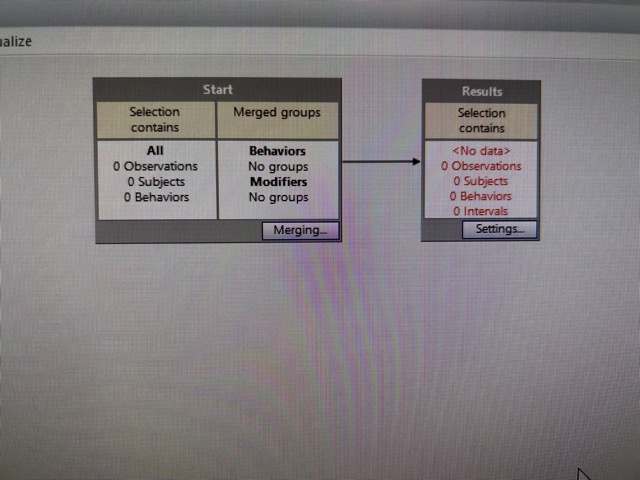 ualize
Start
Selection contains
Merged groups
All
0 Observations
0 Subjects
0 Behaviors
Behaviors
No groups
Modifiers
No groups
Merging...
Results
Selection contains
<No data>
0 Observations
0 Subjects
0 Behaviors
0 Intervals
Settings...